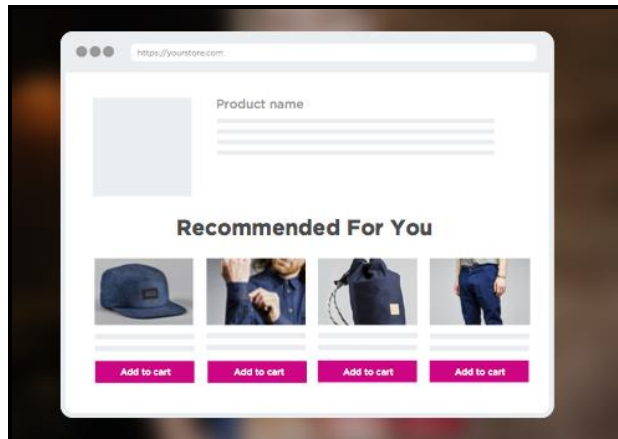 https://yourstore.com
Product name
Recommended For You
Add to cart
Add to cart
Add to cart
Add to cart